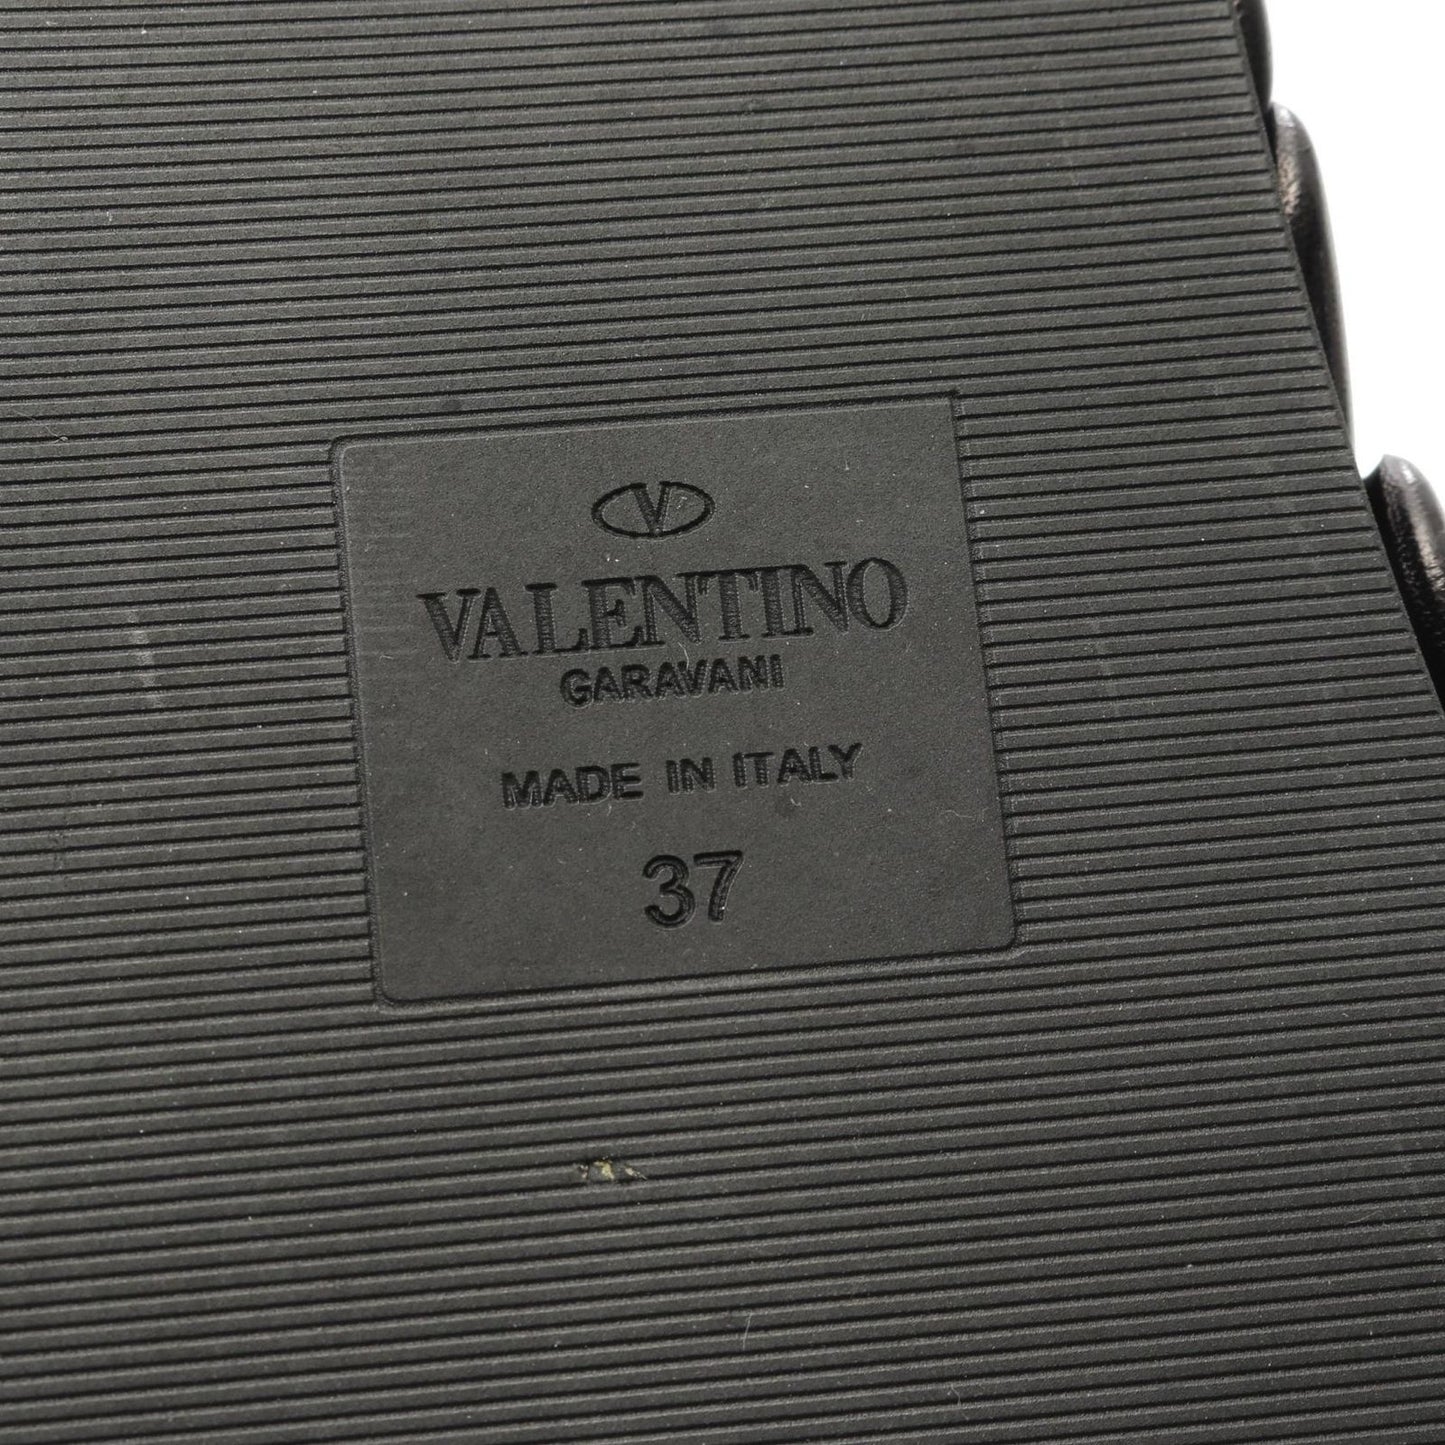 V
VALENTINO
GARAVANI
MADE IN ITALY
37